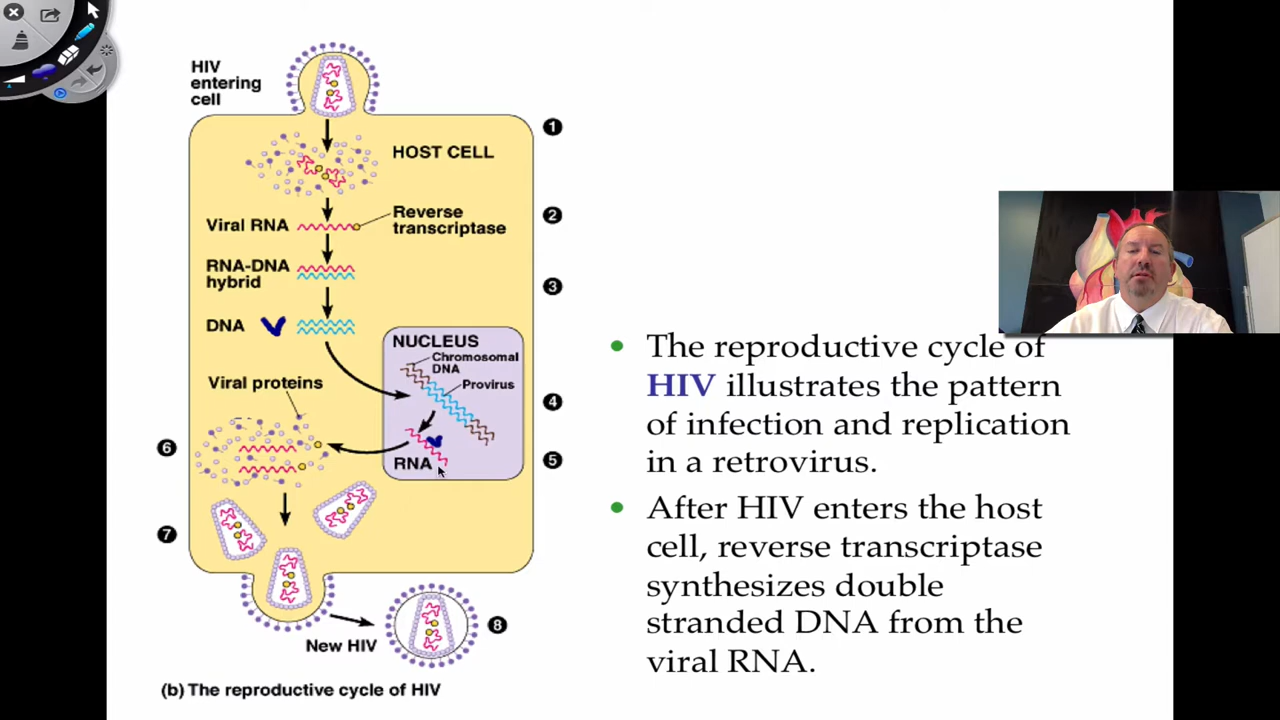 HIV
entering
cell
1
HOST CELL
2
Reverse
transcriptase
Viral RNA
RNA-DNA
hybrid
3
DNA
NUCLEUS
Chromosomal
DNA
Provirus
Viral proteins
4
6
5
RNA
7
8
New HIV
(b) The reproductive cycle of HIV
• The reproductive cycle of
HIV illustrates the pattern
of infection and replication
in a retrovirus.
• After HIV enters the host
cell, reverse transcriptase
synthesizes double
stranded DNA from the
viral RNA.